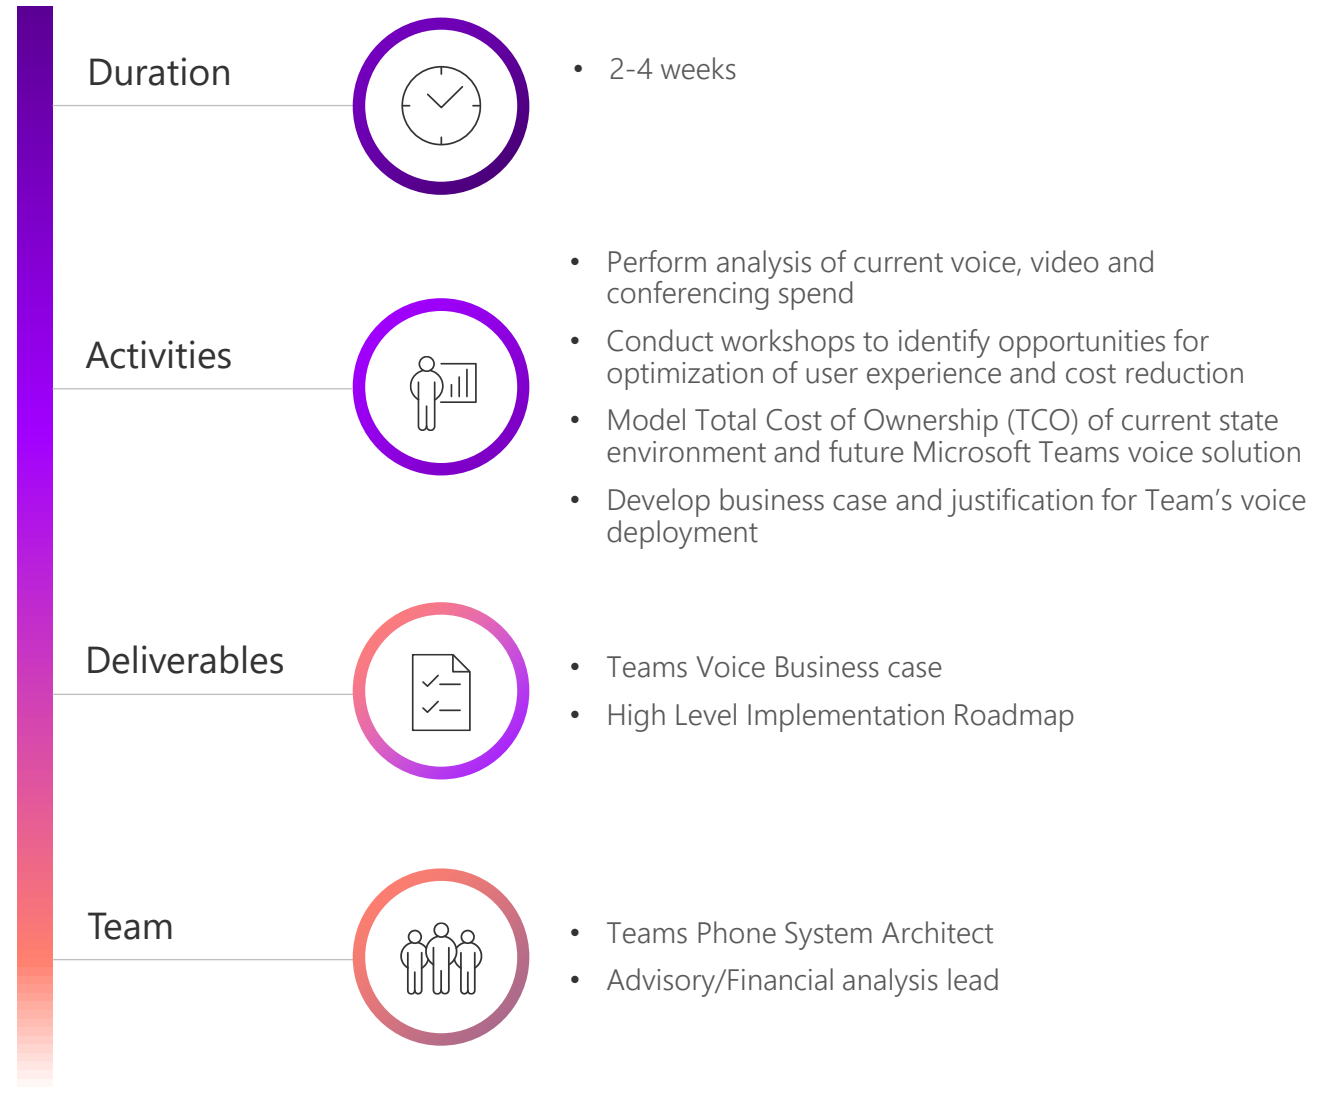 Duration
• 2-4 weeks
Activities
• Perform analysis of current voice, video and
conferencing spend
• Conduct workshops to identify opportunities for
optimization of user experience and cost reduction
• Model Total Cost of Ownership (TCO) of current state
environment and future Microsoft Teams voice solution
• Develop business case and justification for Team’s voice
deployment
Deliverables
• Teams Voice Business case
• High Level Implementation Roadmap
Team
• Teams Phone System Architect
• Advisory/Financial analysis lead